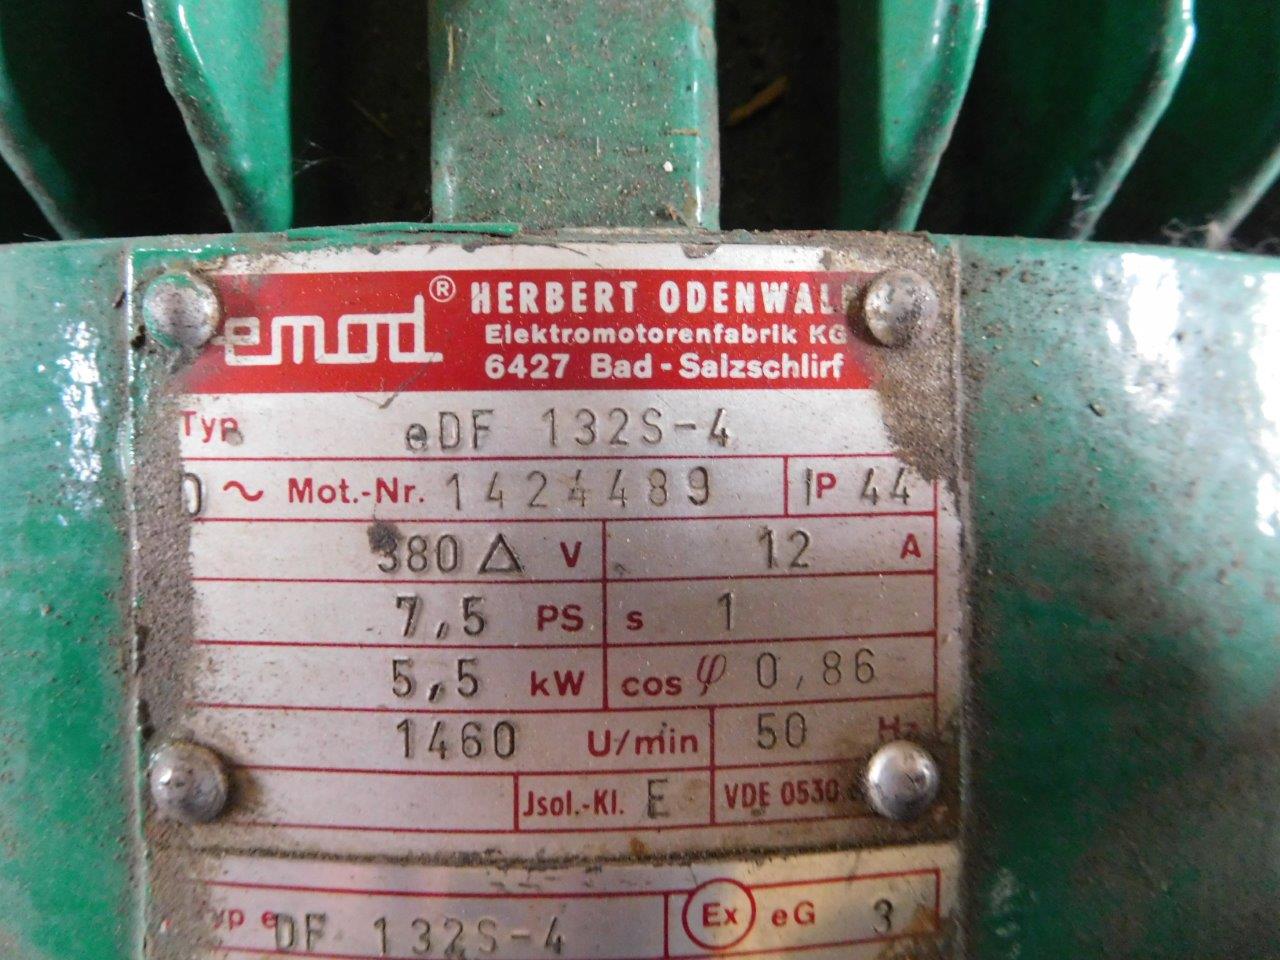 emod® HERBERT ODENWAL
Elektromotorenfabrik KG
6427 Bad-Salzschlirf
Typ eDF 132S-4
~ Mot.-Nr. 1424489 IP 44
380 △ V 12 A
7,5 PS s 1
5,5 kW cos φ 0,86
1460 U/min 50 Hz
Jsol.-Kl. E VDE 0530
yp e DF 132S-4 Ex eG 3